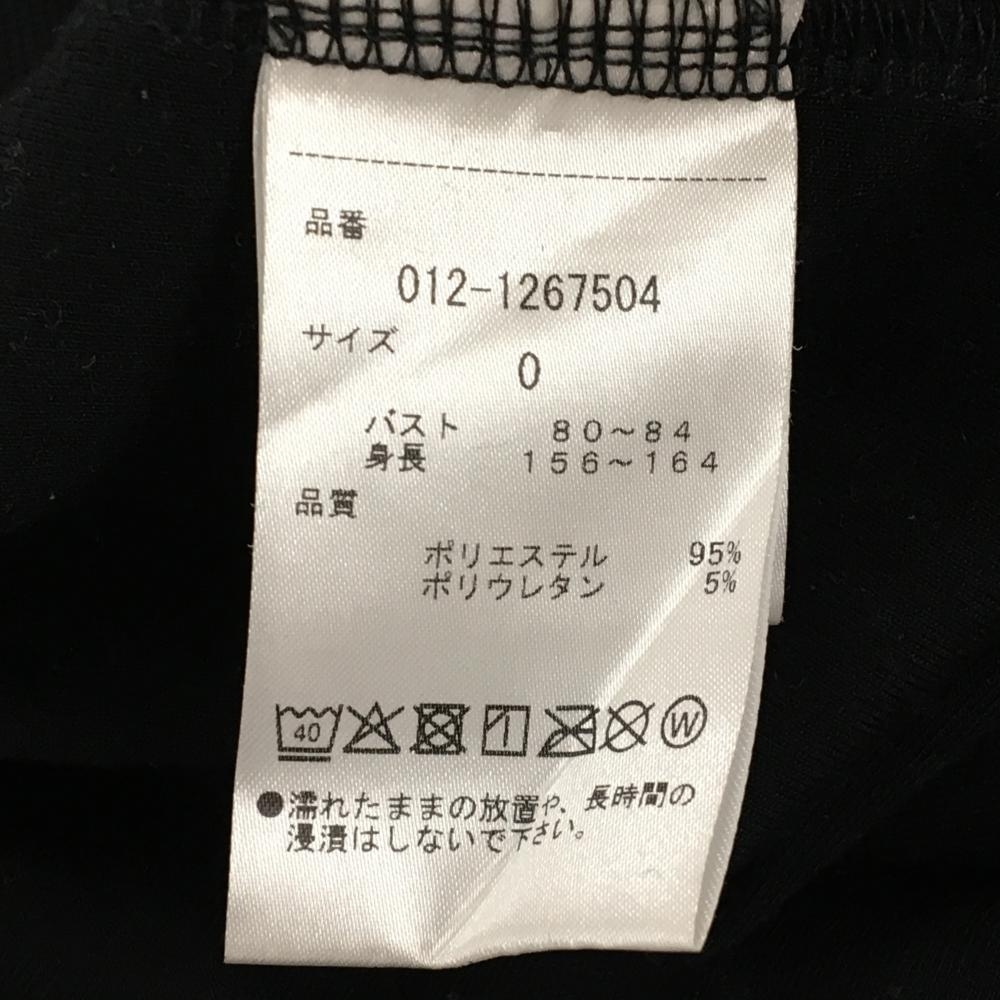 品番
012-1267504
サイズ
0
バスト 80~84
身長 156~164
品質
ポリエステル 95%
ポリウレタン 5%
40 W
●濡れたままの放置や、長時間の
浸漬はしないで下さい。